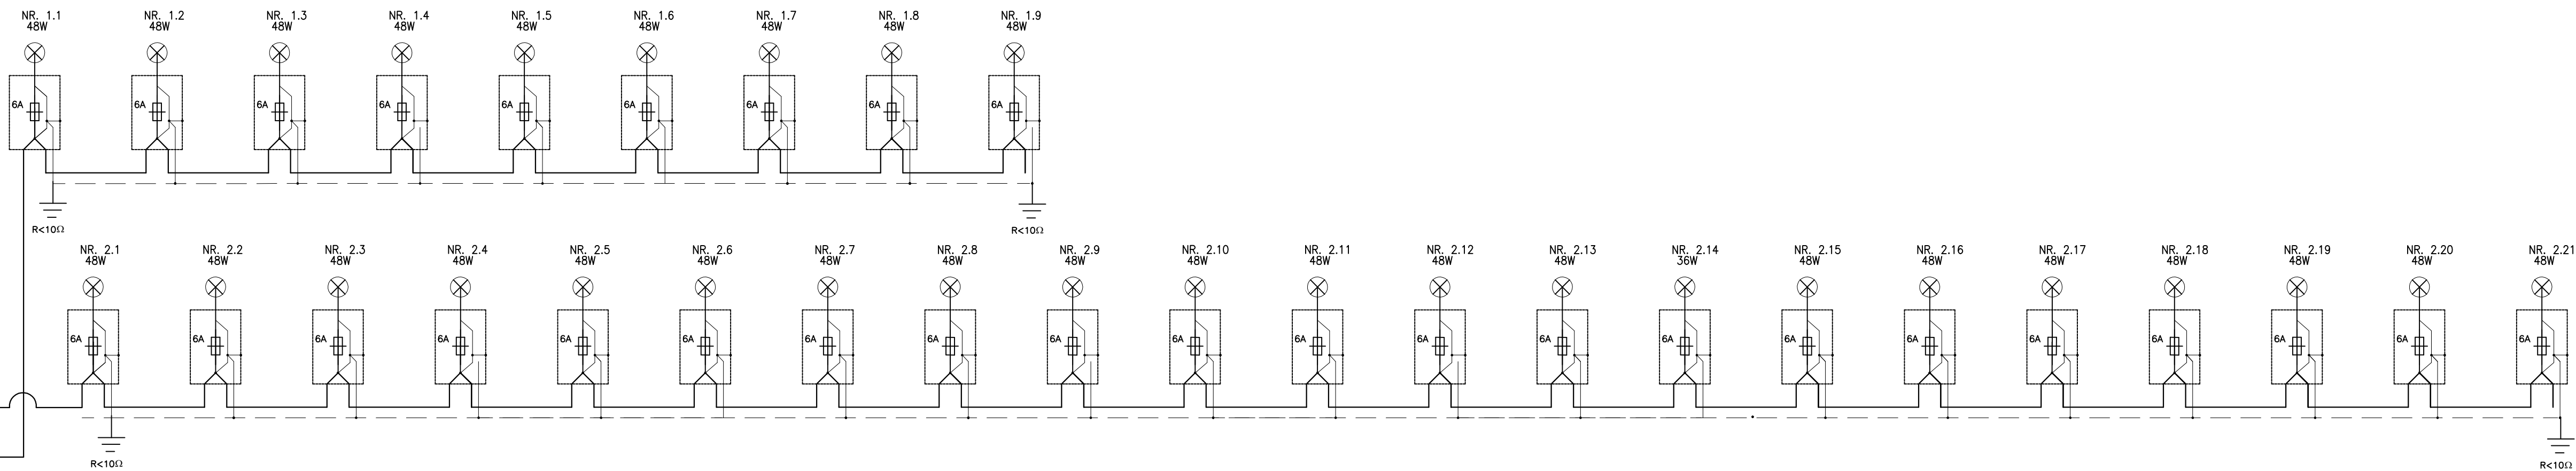 NR. 1.1 NR. 1.2 NR. 1.3 NR. 1.4 NR. 1.5 NR. 1.6 NR. 1.7 NR. 1.8 NR. 1.9
48W 48W 48W 48W 48W 48W 48W 48W 48W
6A 6A 6A 6A 6A 6A 6A 6A 6A
R<10Ω R<10Ω
NR. 2.1 NR. 2.2 NR. 2.3 NR. 2.4 NR. 2.5 NR. 2.6 NR. 2.7 NR. 2.8 NR. 2.9 NR. 2.10 NR. 2.11 NR. 2.12 NR. 2.13 NR. 2.14 NR. 2.15 NR. 2.16 NR. 2.17 NR. 2.18 NR. 2.19 NR. 2.20 NR. 2.21
48W 48W 48W 48W 48W 48W 48W 48W 48W 48W 48W 48W 48W 36W 48W 48W 48W 48W 48W 48W 48W
6A 6A 6A 6A 6A 6A 6A 6A 6A 6A 6A 6A 6A 6A 6A 6A 6A 6A 6A 6A 6A
R<10Ω R<10Ω